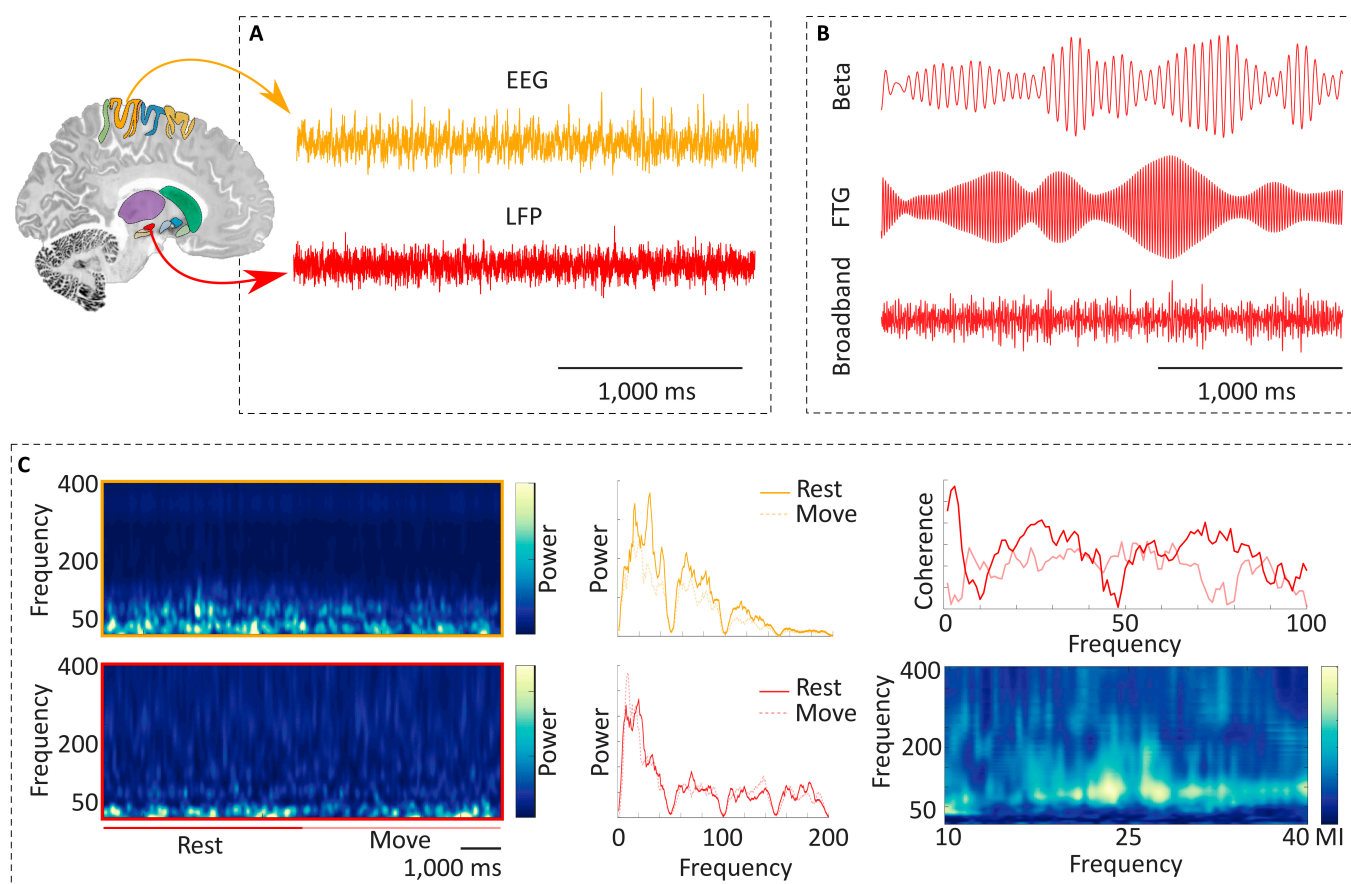 A
EEG
LFP
1,000 ms
B
Beta
FTG
Broadband
1,000 ms
C
400
200
50
Frequency
Power
Power
Rest
Move
Coherence
0
50
100
Frequency
400
200
50
Frequency
Rest
Move
1,000 ms
Power
Power
Rest
Move
0
100
200
Frequency
400
200
50
Frequency
10
25
40
MI
Frequency